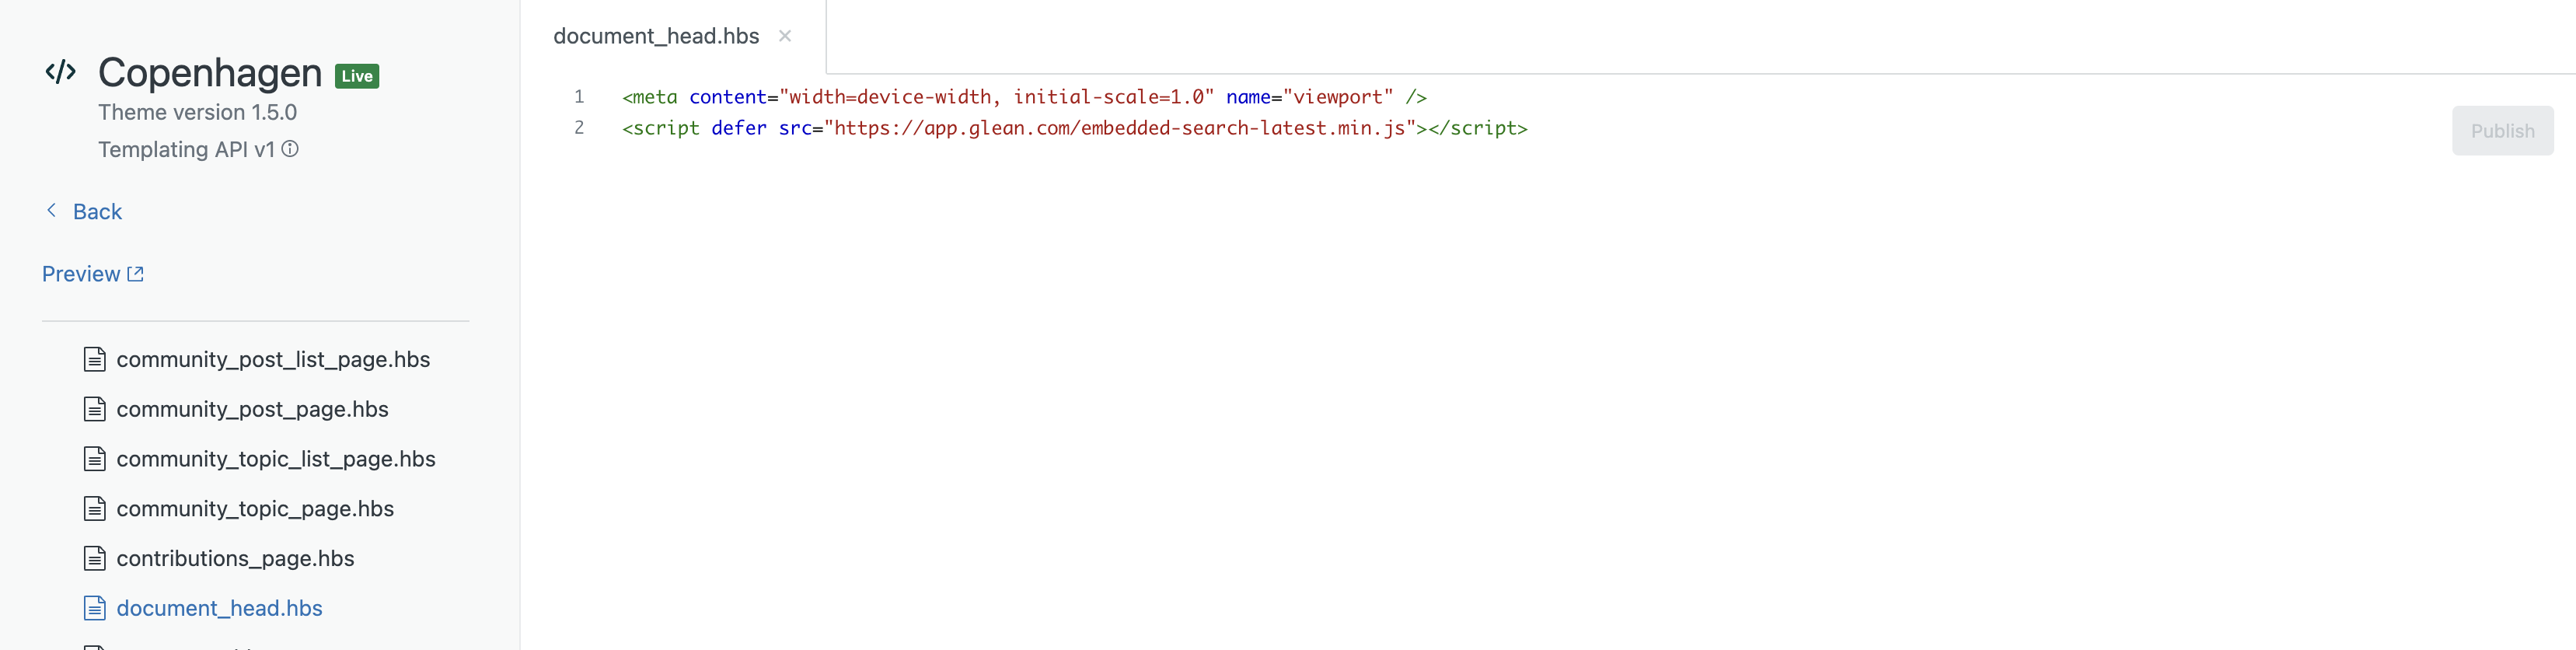 Copenhagen Live
Theme version 1.5.0
Templating API v1
Back
Preview
community_post_list_page.hbs
community_post_page.hbs
community_topic_list_page.hbs
community_topic_page.hbs
contributions_page.hbs
document_head.hbs
document_head.hbs ×
1 <meta content="width=device-width, initial-scale=1.0" name="viewport" />
2 <script defer src="https://app.glean.com/embedded-search-latest.min.js"></script>
Publish